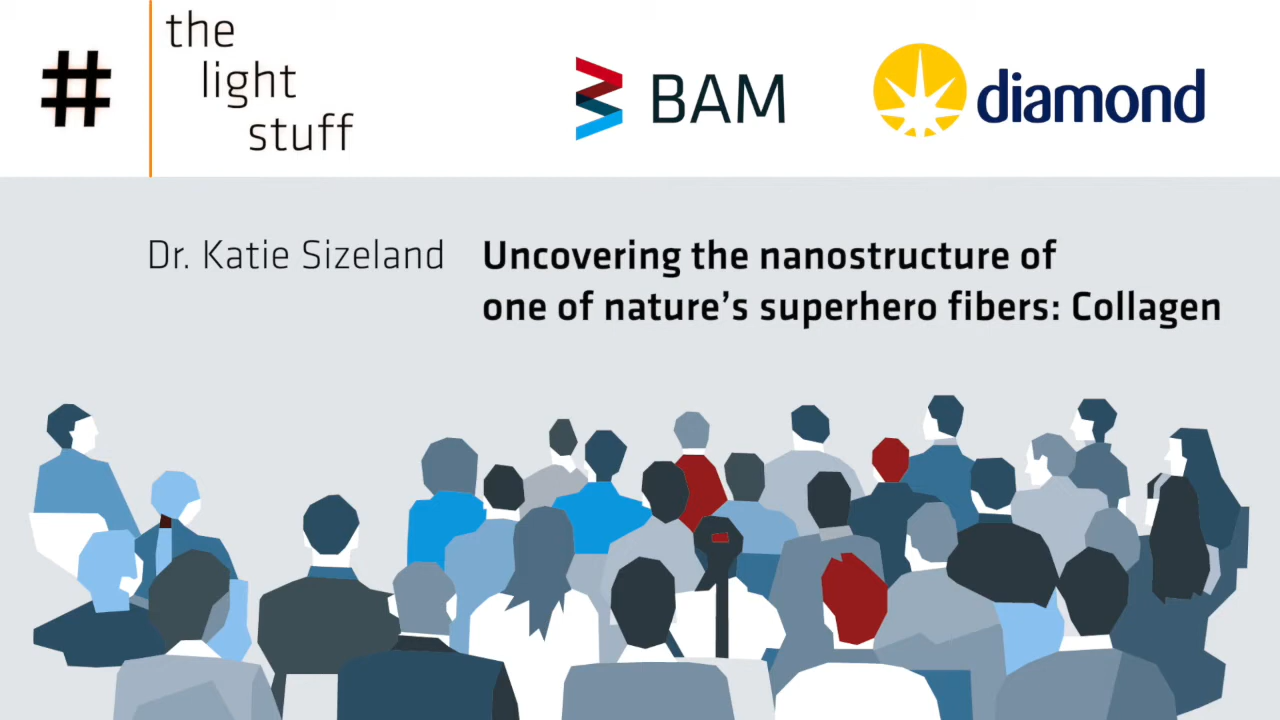 #
the
light
stuff
BAM
diamond
Dr. Katie Sizeland
Uncovering the nanostructure of
one of nature’s superhero fibers: Collagen